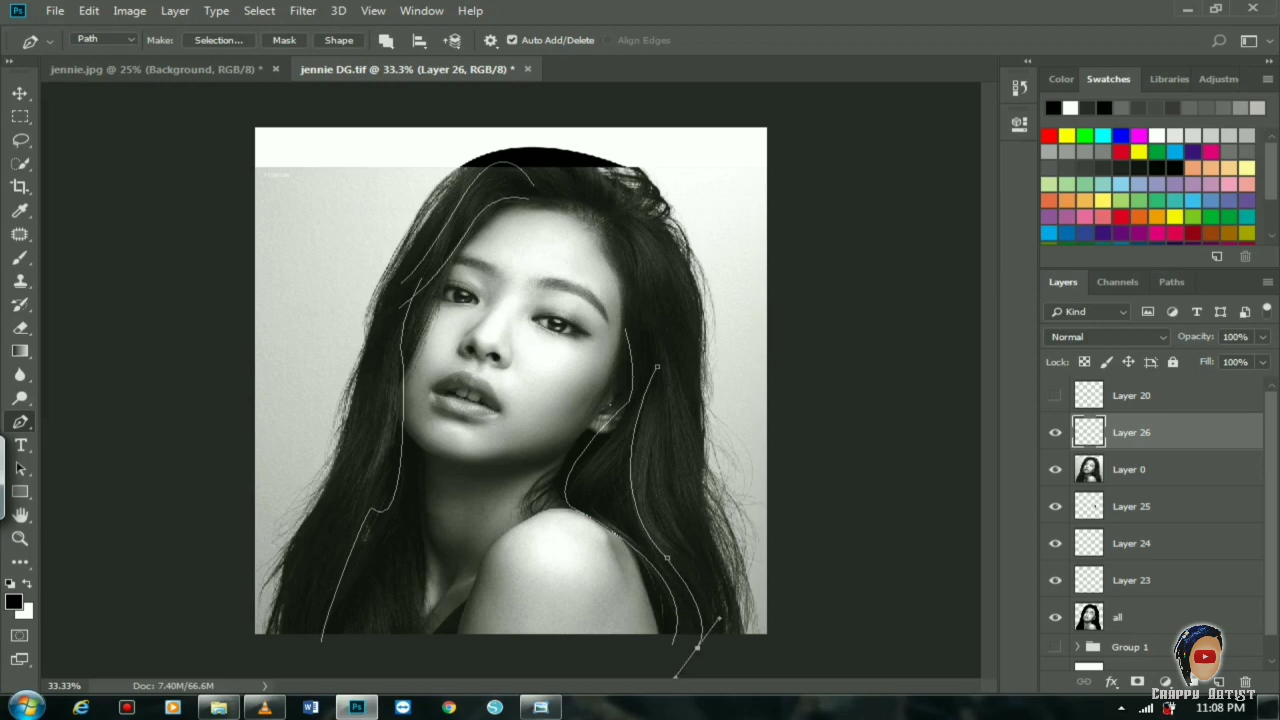 Ps File Edit Image Layer Type Select Filter 3D View Window Help
Path Make: Selection... Mask Shape Auto Add/Delete Align Edges
jennie.jpg @ 25% (Background, RGB/8) * × jennie DG.tif @ 33.3% (Layer 26, RGB/8) * ×
Color Swatches Libraries Adjustm
Layers Channels Paths
Kind
Normal Opacity: 100%
Lock: Fill: 100%
Layer 20
Layer 26
Layer 0
Layer 25
Layer 24
Layer 23
all
Group 1
33.33% Doc: 7.40M/66.6M
Crappy Artist
11:08 PM